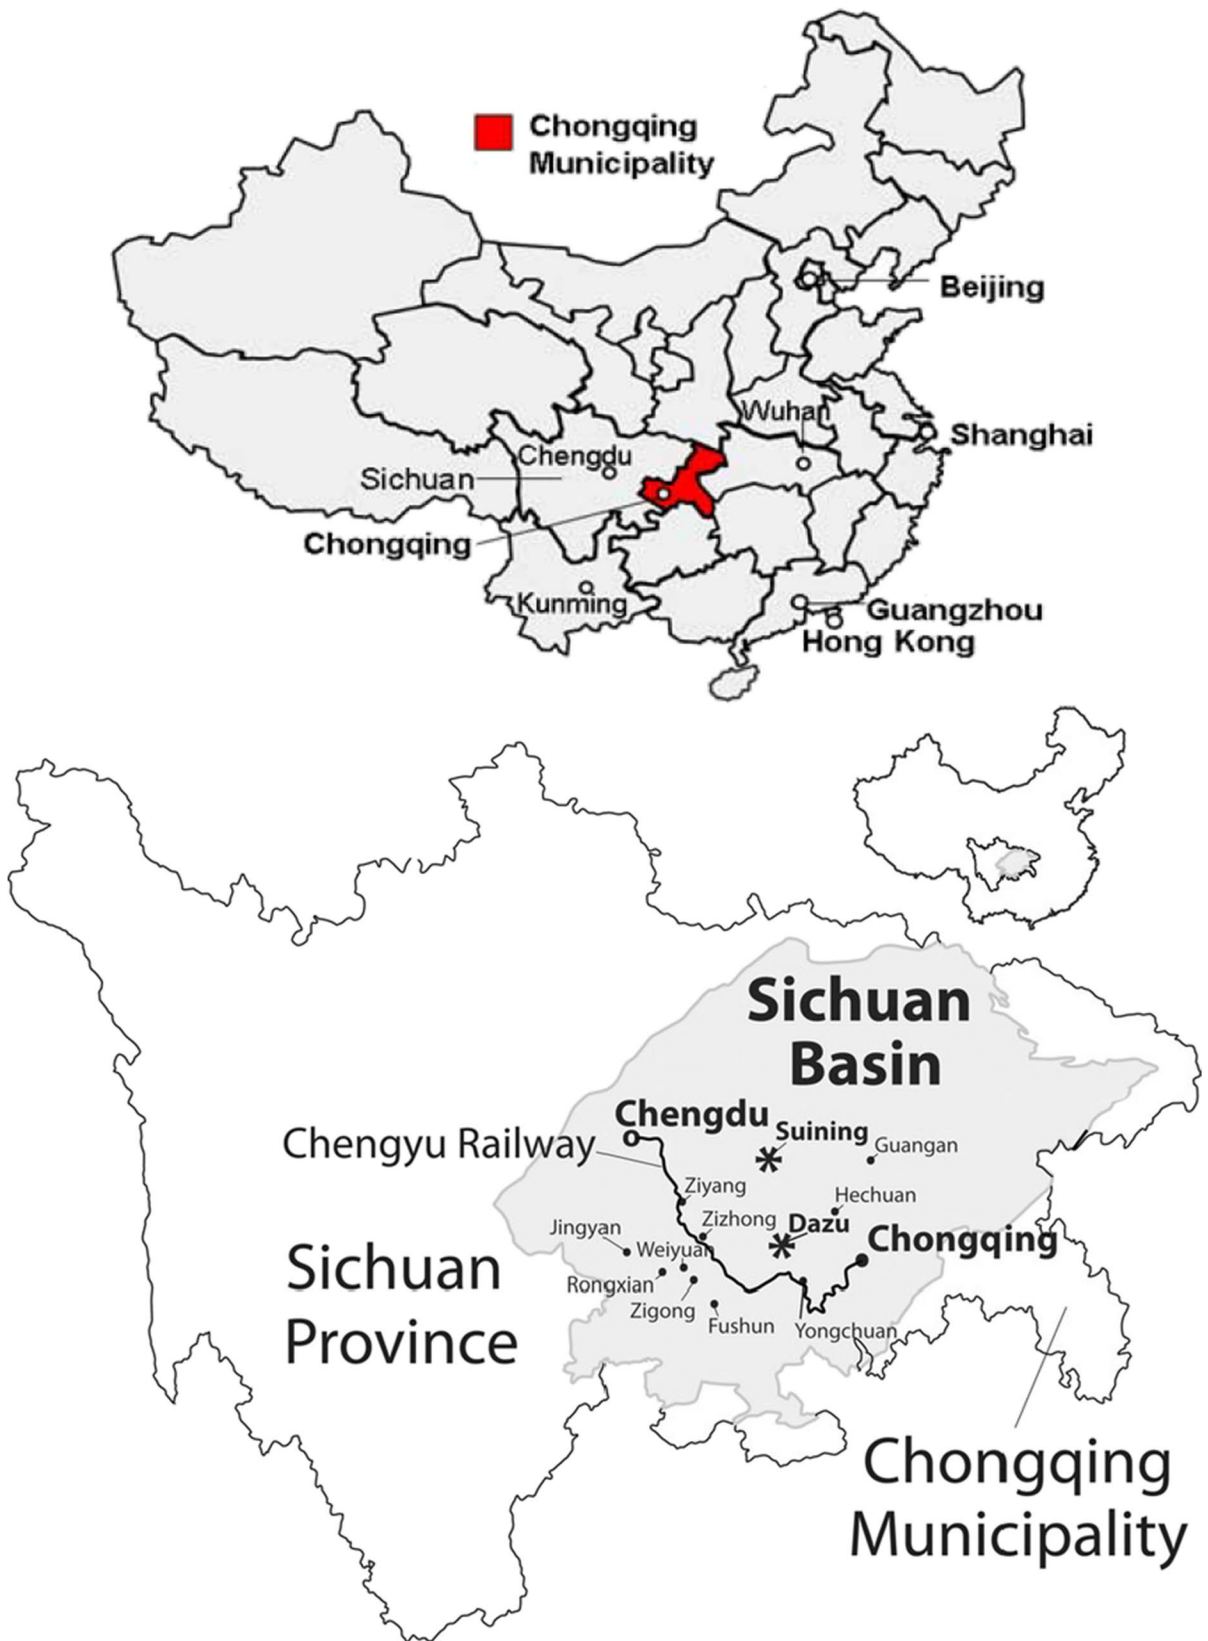 Chongqing
Municipality
Beijing
Wuhan
Shanghai
Chengdu
Sichuan
Chongqing
Kunming
Guangzhou
Hong Kong
Sichuan
Basin
Chengdu
Suining
Chengyu Railway
Guangan
Ziyang
Hechuan
Zizhong
Dazu
Jingyan
Chongqing
Weiyuan
Sichuan
Province
Rongxian
Zigong
Fushun
Yongchuan
Chongqing
Municipality